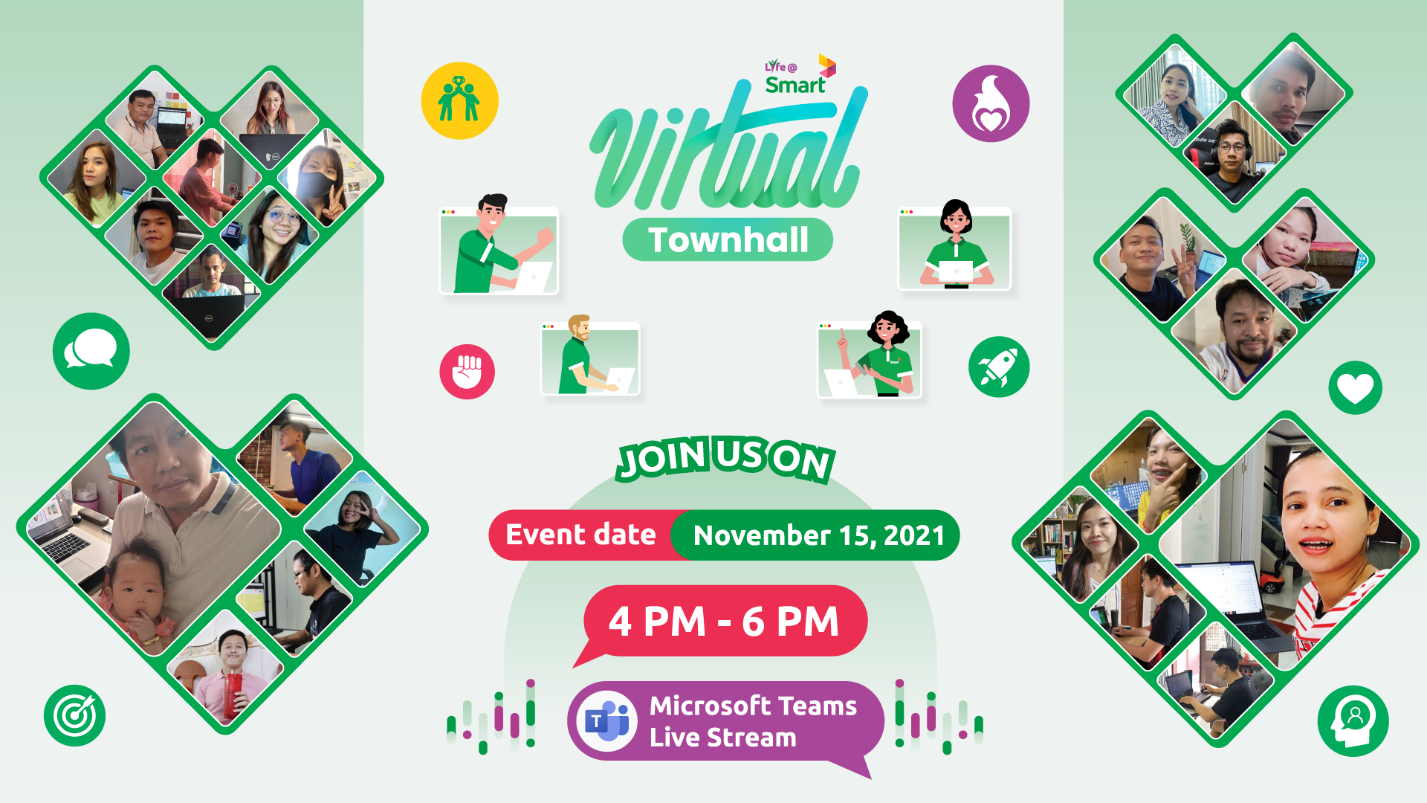 Lyfe @
Smart
Virtual
Townhall
JOIN US ON
Event date
November 15, 2021
4 PM - 6 PM
T
Microsoft Teams
Live Stream